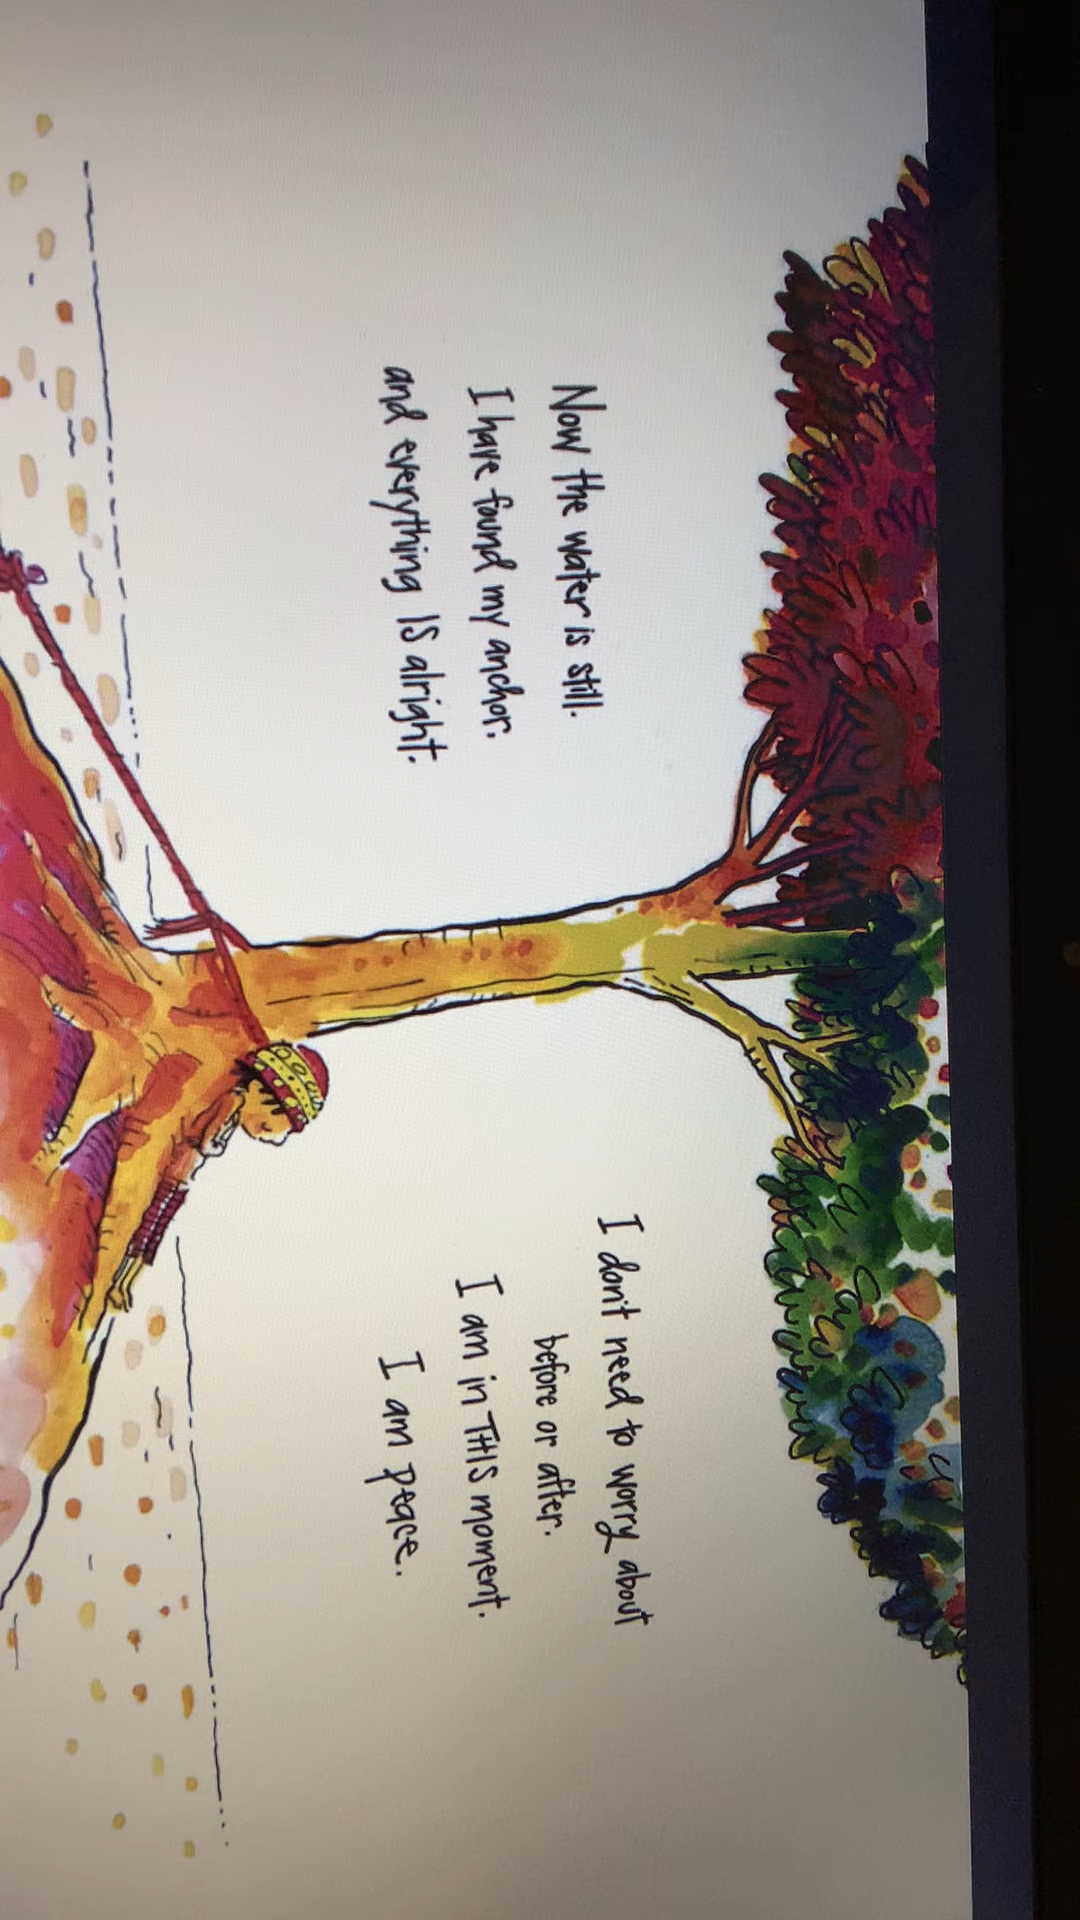 Now the water is still.
I have found my anchor.
and everything IS alright.
I don't need to worry about
before or after.
I am in THIS moment.
I am peace.